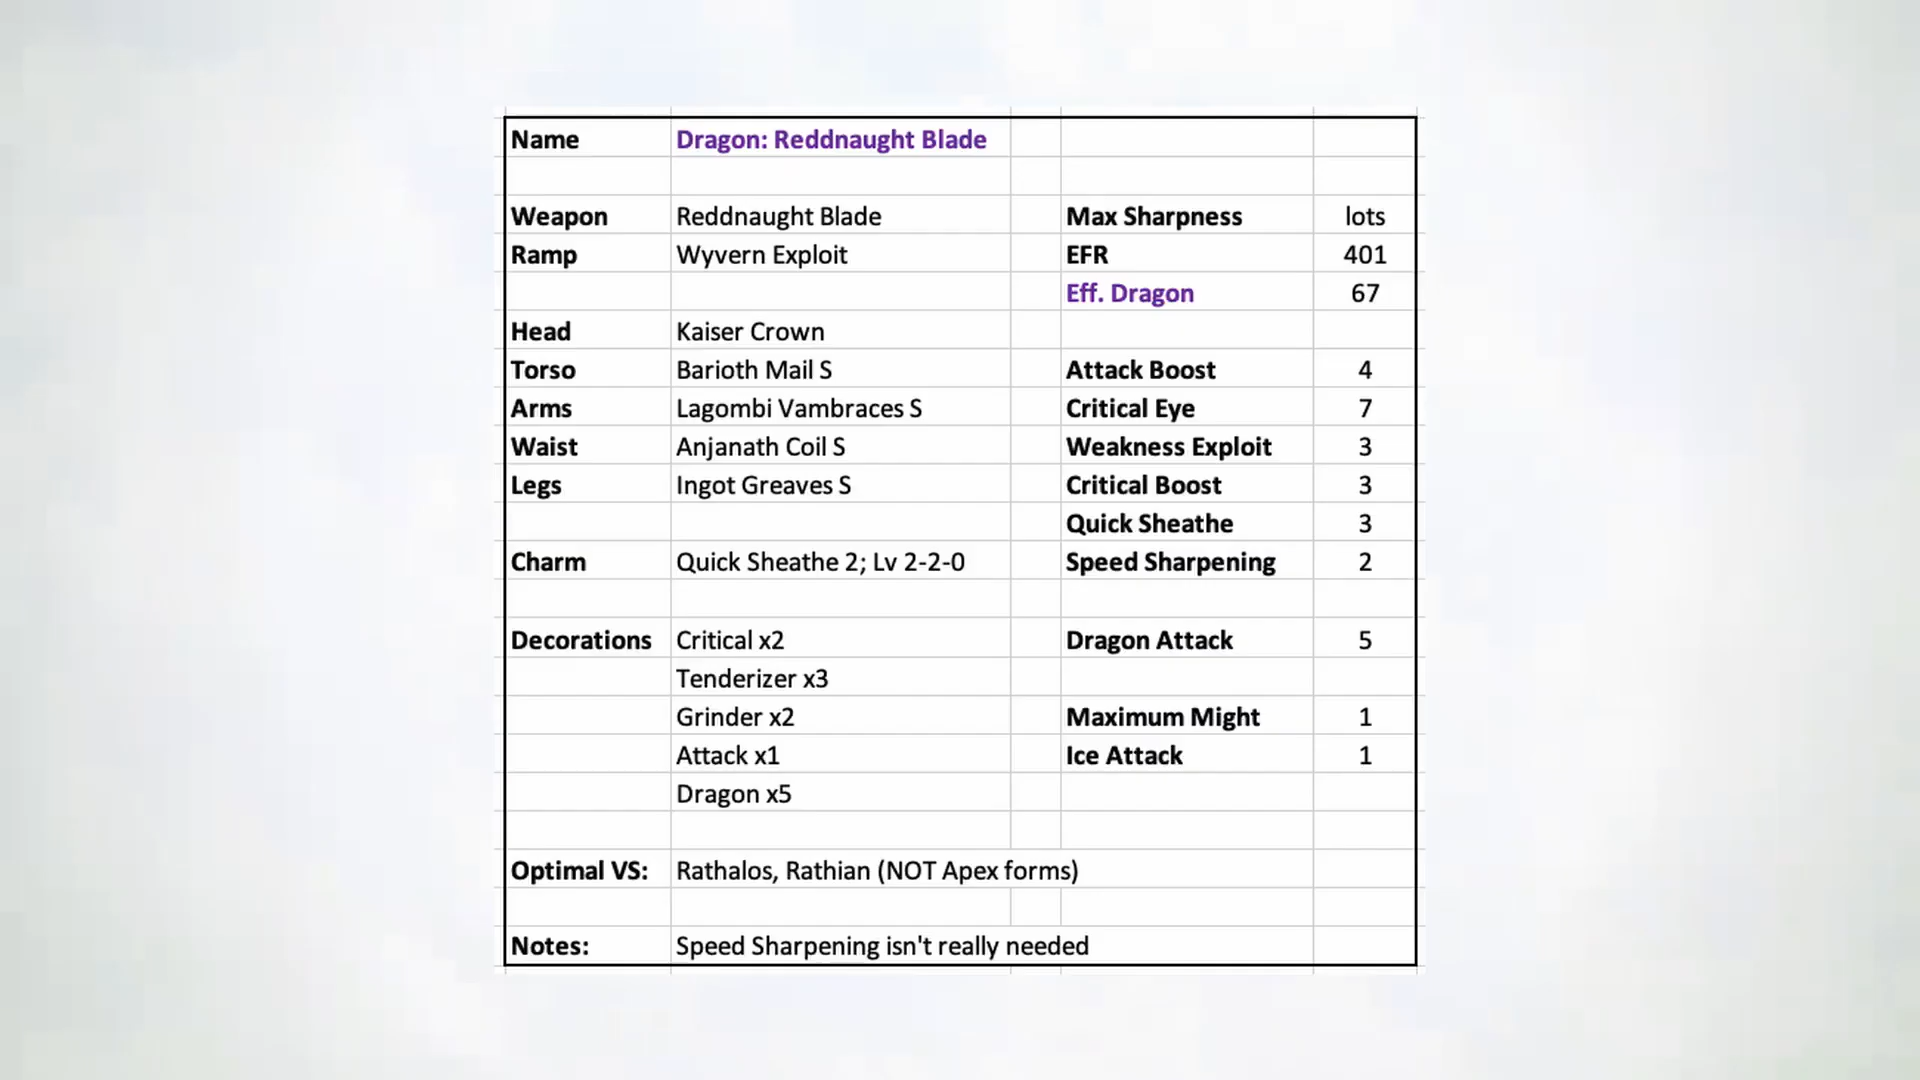 Name Dragon: Reddnaught Blade
Weapon Reddnaught Blade Max Sharpness lots
Ramp Wyvern Exploit EFR 401
Eff. Dragon 67
Head Kaiser Crown
Torso Barioth Mail S Attack Boost 4
Arms Lagombi Vambraces S Critical Eye 7
Waist Anjanath Coil S Weakness Exploit 3
Legs Ingot Greaves S Critical Boost 3
Quick Sheathe 3
Charm Quick Sheathe 2; Lv 2-2-0 Speed Sharpening 2
Decorations Critical x2 Dragon Attack 5
Tenderizer x3
Grinder x2 Maximum Might 1
Attack x1 Ice Attack 1
Dragon x5
Optimal VS: Rathalos, Rathian (NOT Apex forms)
Notes: Speed Sharpening isn't really needed